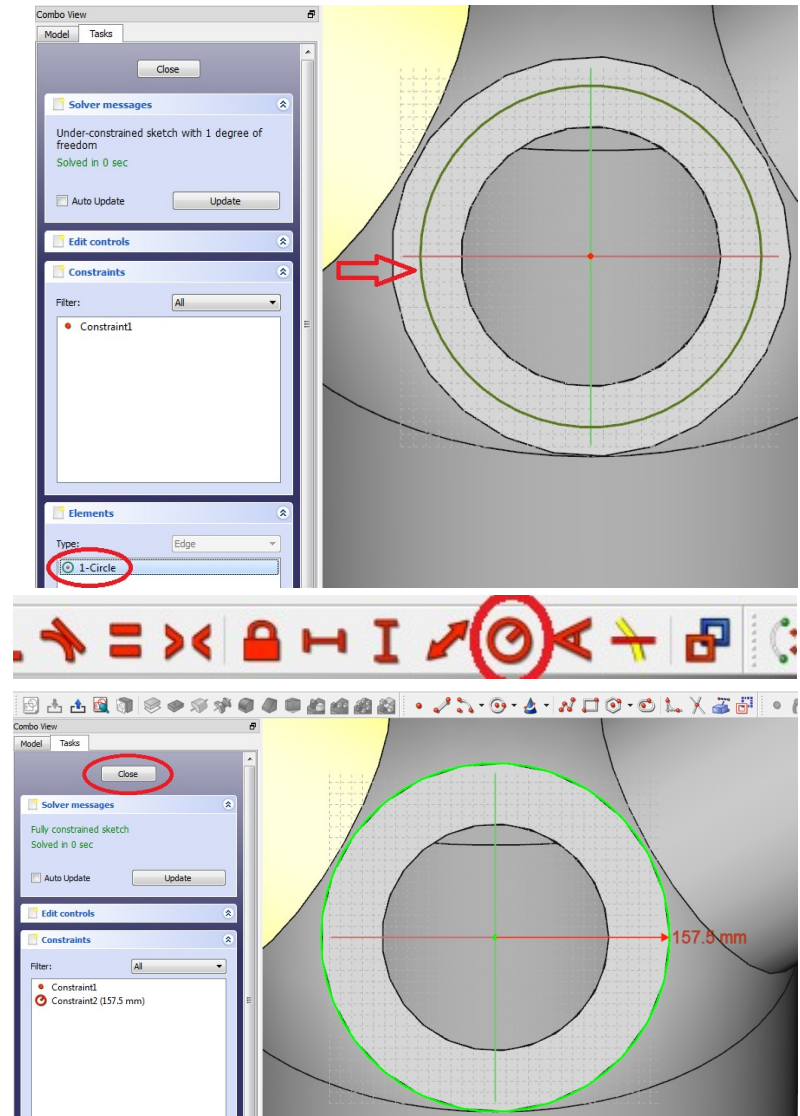 Combo View
Model Tasks
Close
Solver messages
Under-constrained sketch with 1 degree of
freedom
Solved in 0 sec
Auto Update Update
Edit controls
Constraints
Filter: All
Constraint1
Elements
Type: Edge
1-Circle
Combo View
Model Tasks
Close
Solver messages
Fully constrained sketch
Solved in 0 sec
Auto Update Update
Edit controls
Constraints
Filter: All
Constraint1
Constraint2 (157.5 mm)
157.5 mm